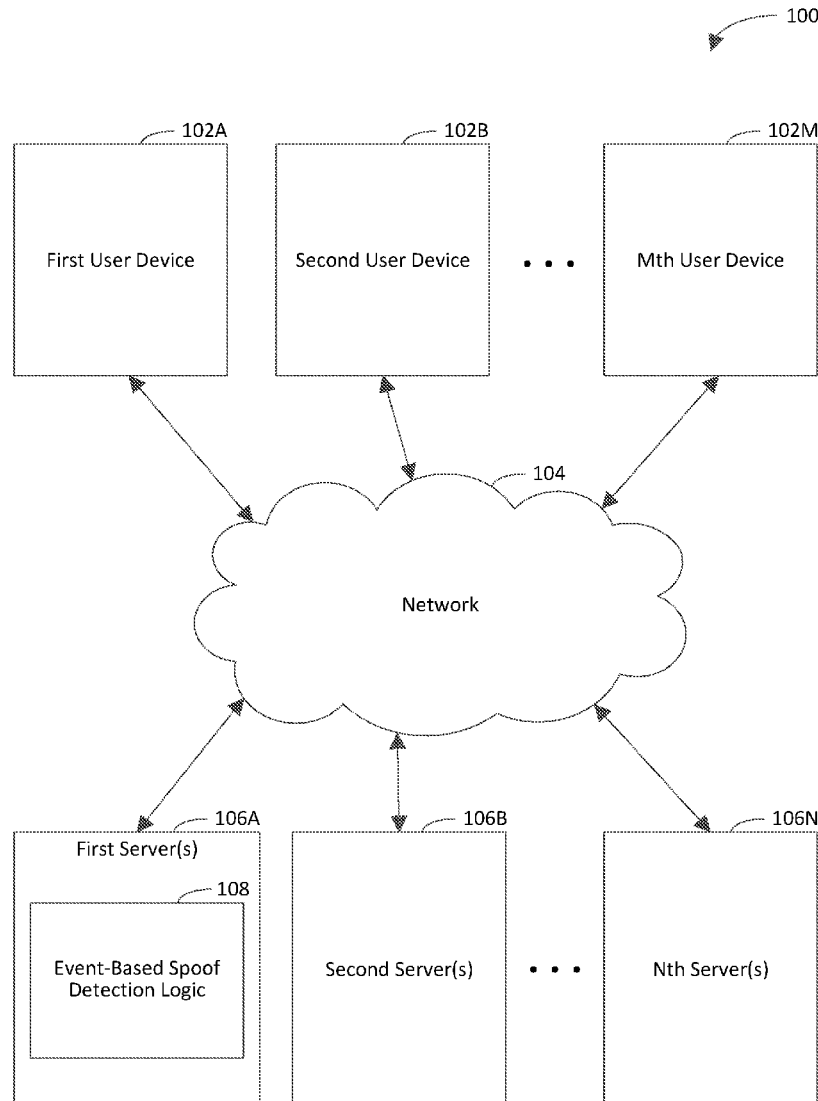 100
102A
102B
102M
First User Device
Second User Device
• • •
Mth User Device
104
Network
106A
106B
106N
First Server(s)
108
Event-Based Spoof
Detection Logic
Second Server(s)
• • •
Nth Server(s)